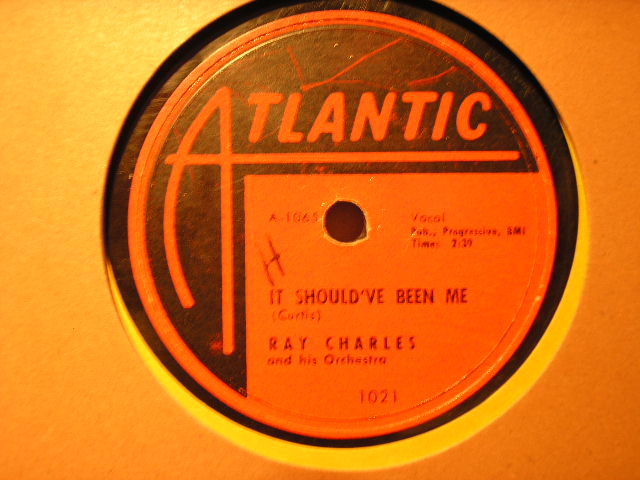 ATLANTIC
A-1065
Vocal
Pub., Progressive, BMI
Time: 2:39
H
IT SHOULD'VE BEEN ME
(Curtis)
RAY CHARLES
and his Orchestra
1021